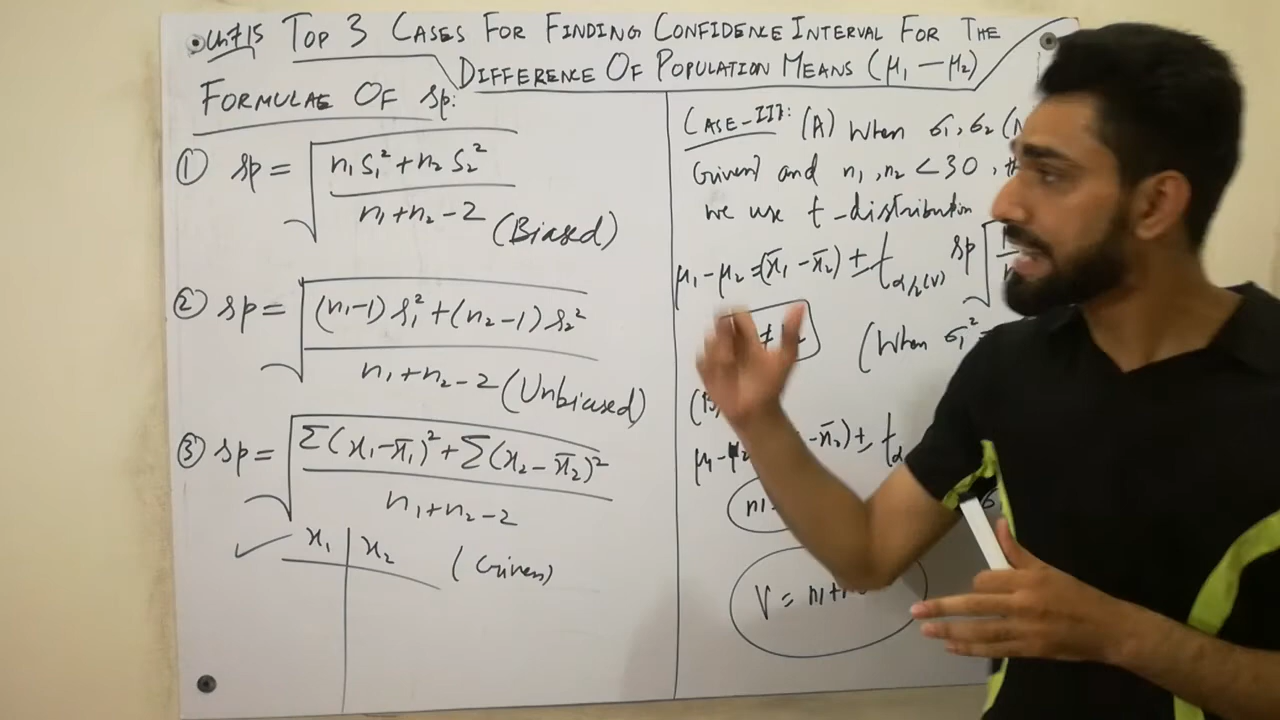 Ch#15 TOP 3 CASES FOR FINDING CONFIDENCE INTERVAL FOR THE
DIFFERENCE OF POPULATION MEANS (μ₁ – μ₂)
FORMULAE OF sp:
① sp = √((n₁S₁² + n₂S₂²) / (n₁+n₂–2)) (Biased)
② sp = √(((n₁–1)s₁² + (n₂–1)s₂²) / (n₁+n₂–2)) (Unbiased)
③ sp = √((Σ(x₁–x̄₁)² + Σ(x₂–x̄₂)²) / (n₁+n₂–2))
x₁ | x₂ (Given)
CASE-III: (A) When σ₁, σ₂ (N
Given) and n₁, n₂ < 30,
we use t-distribution
μ₁–μ₂ = (x̄₁ – x̄₂) ± t α/2(v) sp √
≠
(When σ₁² =
μ₁–μ₂ – x̄₂) ± t α
n₁
V = n₁+n